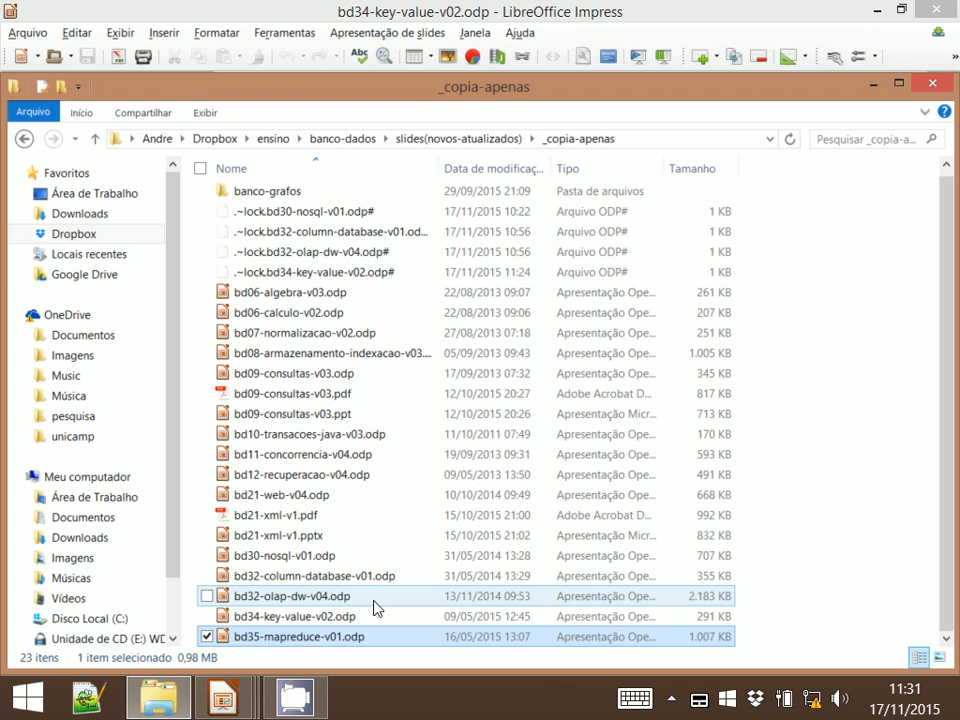 bd34-key-value-v02.odp - LibreOffice Impress
Arquivo Editar Exibir Inserir Formatar Ferramentas Apresentação de slides Janela Ajuda
_copia-apenas
Arquivo Início Compartilhar Exibir
Andre Dropbox ensino banco-dados slides(novos-atualizados) _copia-apenas Pesquisar _copia-a...
Favoritos
Área de Trabalho
Downloads
Dropbox
Locais recentes
Google Drive
OneDrive
Documentos
Imagens
Music
Música
pesquisa
unicamp
Meu computador
Área de Trabalho
Documentos
Downloads
Imagens
Músicas
Vídeos
Disco Local (C:)
Unidade de CD (E:) WD
Nome Data de modificaç... Tipo Tamanho
banco-grafos 29/09/2015 21:09 Pasta de arquivos
.~lock.bd30-nosql-v01.odp# 17/11/2015 10:22 Arquivo ODP# 1 KB
.~lock.bd32-column-database-v01.od... 17/11/2015 10:56 Arquivo ODP# 1 KB
.~lock.bd32-olap-dw-v04.odp# 17/11/2015 10:56 Arquivo ODP# 1 KB
.~lock.bd34-key-value-v02.odp# 17/11/2015 11:24 Arquivo ODP# 1 KB
bd06-algebra-v03.odp 22/08/2013 09:07 Apresentação Ope... 261 KB
bd06-calculo-v02.odp 22/08/2013 09:06 Apresentação Ope... 207 KB
bd07-normalizacao-v02.odp 27/08/2013 07:18 Apresentação Ope... 251 KB
bd08-armazenamento-indexacao-v03.... 05/09/2013 09:43 Apresentação Ope... 1.005 KB
bd09-consultas-v03.odp 17/09/2013 07:32 Apresentação Ope... 345 KB
bd09-consultas-v03.pdf 12/10/2015 20:27 Adobe Acrobat D... 817 KB
bd09-consultas-v03.ppt 12/10/2015 20:26 Apresentação Micr... 713 KB
bd10-transacoes-java-v03.odp 11/10/2011 07:49 Apresentação Ope... 170 KB
bd11-concorrencia-v04.odp 19/09/2013 09:31 Apresentação Ope... 593 KB
bd12-recuperacao-v04.odp 09/05/2013 13:50 Apresentação Ope... 491 KB
bd21-web-v04.odp 10/10/2014 09:49 Apresentação Ope... 668 KB
bd21-xml-v1.pdf 15/10/2015 21:00 Adobe Acrobat D... 992 KB
bd21-xml-v1.pptx 15/10/2015 21:02 Apresentação Micr... 832 KB
bd30-nosql-v01.odp 31/05/2014 13:28 Apresentação Ope... 707 KB
bd32-column-database-v01.odp 31/05/2014 13:29 Apresentação Ope... 355 KB
bd32-olap-dw-v04.odp 13/11/2014 09:53 Apresentação Ope... 2.183 KB
bd34-key-value-v02.odp 09/05/2015 12:45 Apresentação Ope... 291 KB
bd35-mapreduce-v01.odp 16/05/2015 13:07 Apresentação Ope... 1.007 KB
23 itens 1 item selecionado 0,98 MB
11:31
17/11/2015